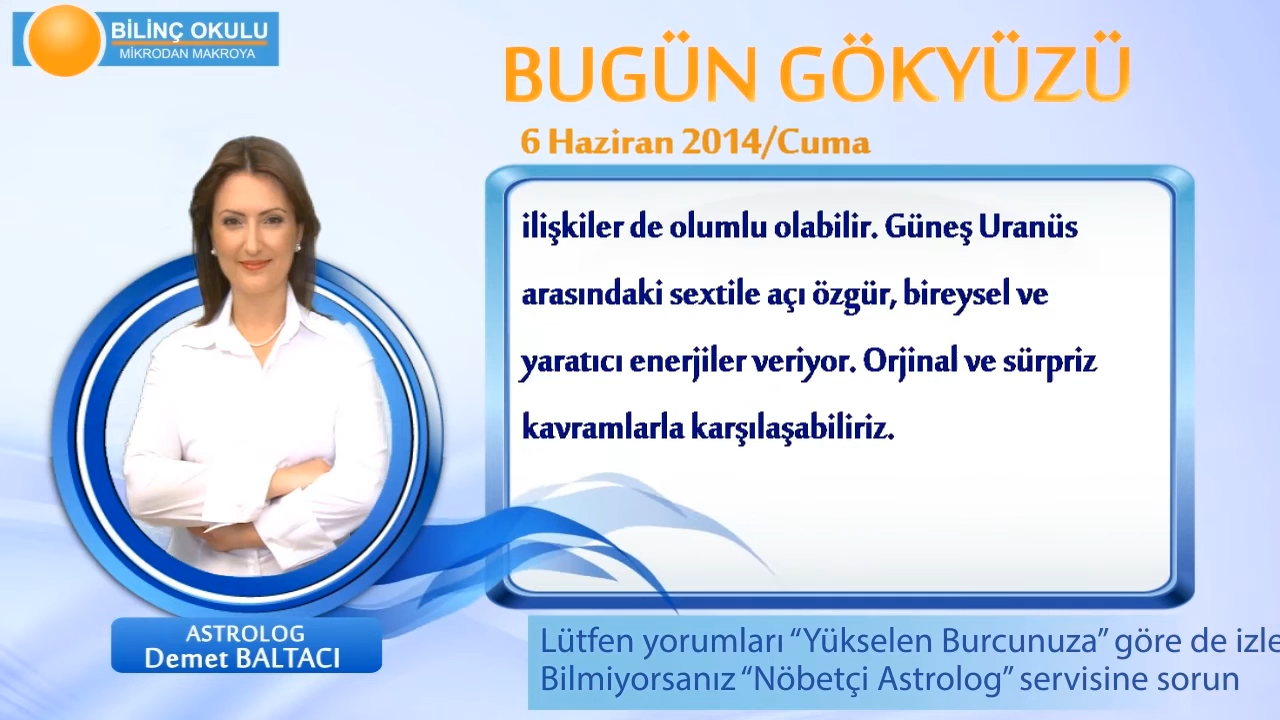 BİLİNÇ OKULU
MİKRODAN MAKROYA
BUGÜN GÖKYÜZÜ
6 Haziran 2014/Cuma
ilişkiler de olumlu olabilir. Güneş Uranüs
arasındaki sextile açı özgür, bireysel ve
yaratıcı enerjiler veriyor. Orjinal ve sürpriz
kavramlarla karşılaşabiliriz.
ASTROLOG
Demet BALTACI
Lütfen yorumları “Yükselen Burcunuza” göre de izle
Bilmiyorsanız “Nöbetçi Astrolog” servisine sorun